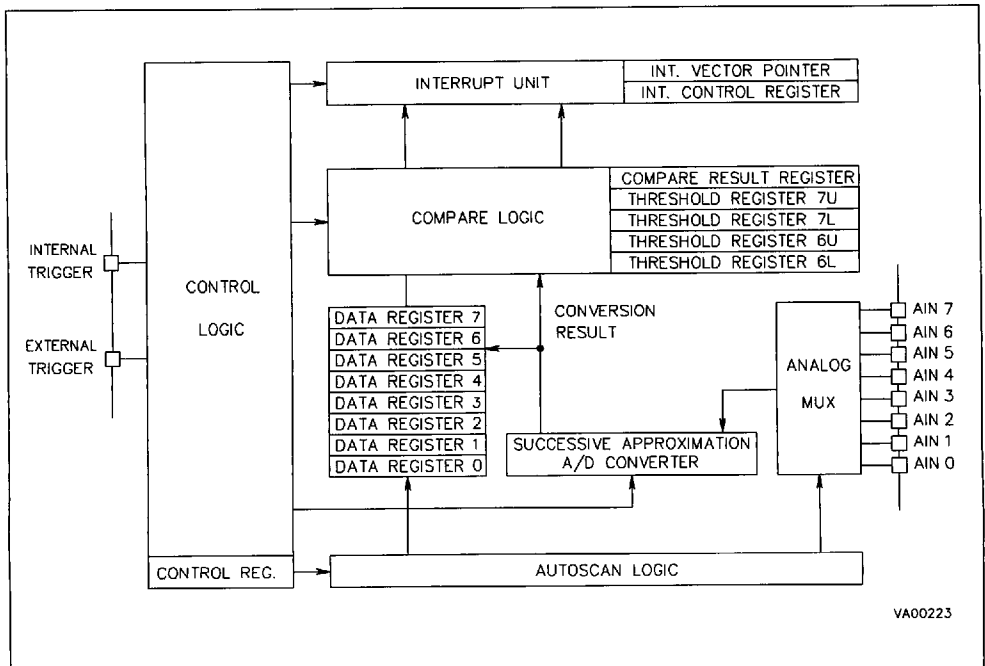 INTERRUPT UNIT
INT. VECTOR POINTER
INT. CONTROL REGISTER
COMPARE LOGIC
COMPARE RESULT REGISTER
THRESHOLD REGISTER 7U
THRESHOLD REGISTER 7L
THRESHOLD REGISTER 6U
THRESHOLD REGISTER 6L
INTERNAL
TRIGGER
EXTERNAL
TRIGGER
CONTROL
LOGIC
CONTROL REG.
DATA REGISTER 7
DATA REGISTER 6
DATA REGISTER 5
DATA REGISTER 4
DATA REGISTER 3
DATA REGISTER 2
DATA REGISTER 1
DATA REGISTER 0
CONVERSION
RESULT
SUCCESSIVE APPROXIMATION
A/D CONVERTER
ANALOG
MUX
AIN 7
AIN 6
AIN 5
AIN 4
AIN 3
AIN 2
AIN 1
AIN 0
AUTOSCAN LOGIC
VA00223